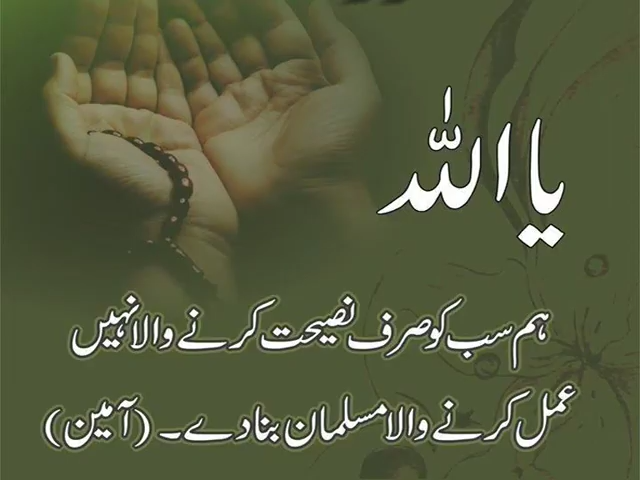 یا اللہ
ہم سب کو صرف نصیحت کرنے والا نہیں
عمل کرنے والا مسلمان بنا دے۔ (آمین)